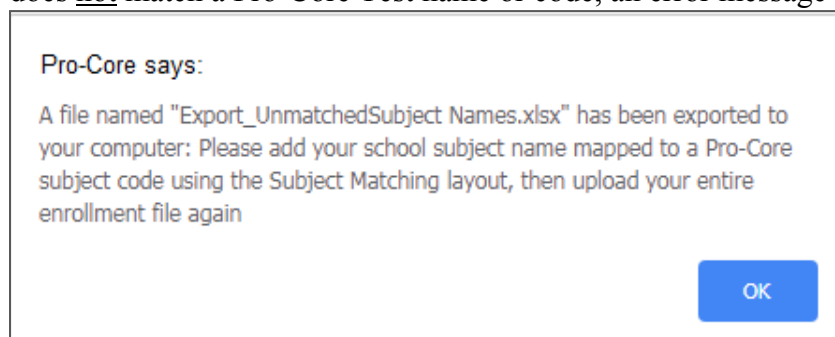 does not match a Pro-Core Test name or code, an error message
Pro-Core says:
A file named "Export_UnmatchedSubject Names.xlsx" has been exported to
your computer: Please add your school subject name mapped to a Pro-Core
subject code using the Subject Matching layout, then upload your entire
enrollment file again
OK